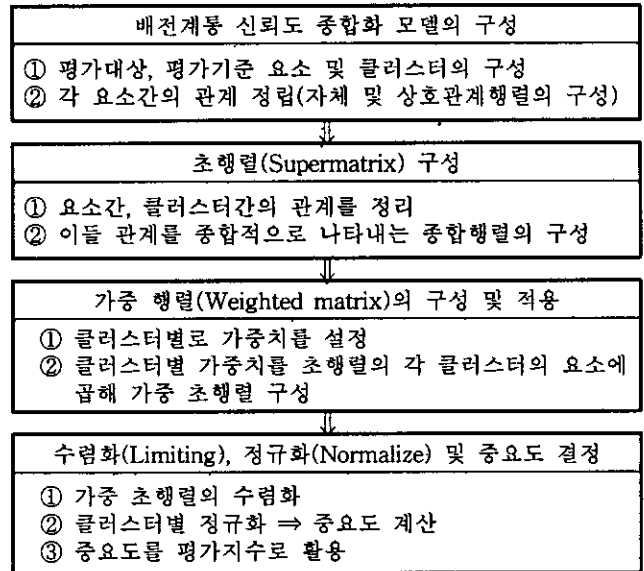 배전계통 신뢰도 종합화 모델의 구성
① 평가대상, 평가기준 요소 및 클러스터의 구성
② 각 요소간의 관계 정립(자체 및 상호관계행렬의 구성)
⇓
초행렬(Supermatrix) 구성
① 요소간, 클러스터간의 관계를 정리
② 이들 관계를 종합적으로 나타내는 종합행렬의 구성
⇓
가중 행렬(Weighted matrix)의 구성 및 적용
① 클러스터별로 가중치를 설정
② 클러스터별 가중치를 초행렬의 각 클러스터의 요소에
곱해 가중 초행렬 구성
⇓
수렴화(Limiting), 정규화(Normalize) 및 중요도 결정
① 가중 초행렬의 수렴화
② 클러스터별 정규화 ⇒ 중요도 계산
③ 중요도를 평가지수로 활용